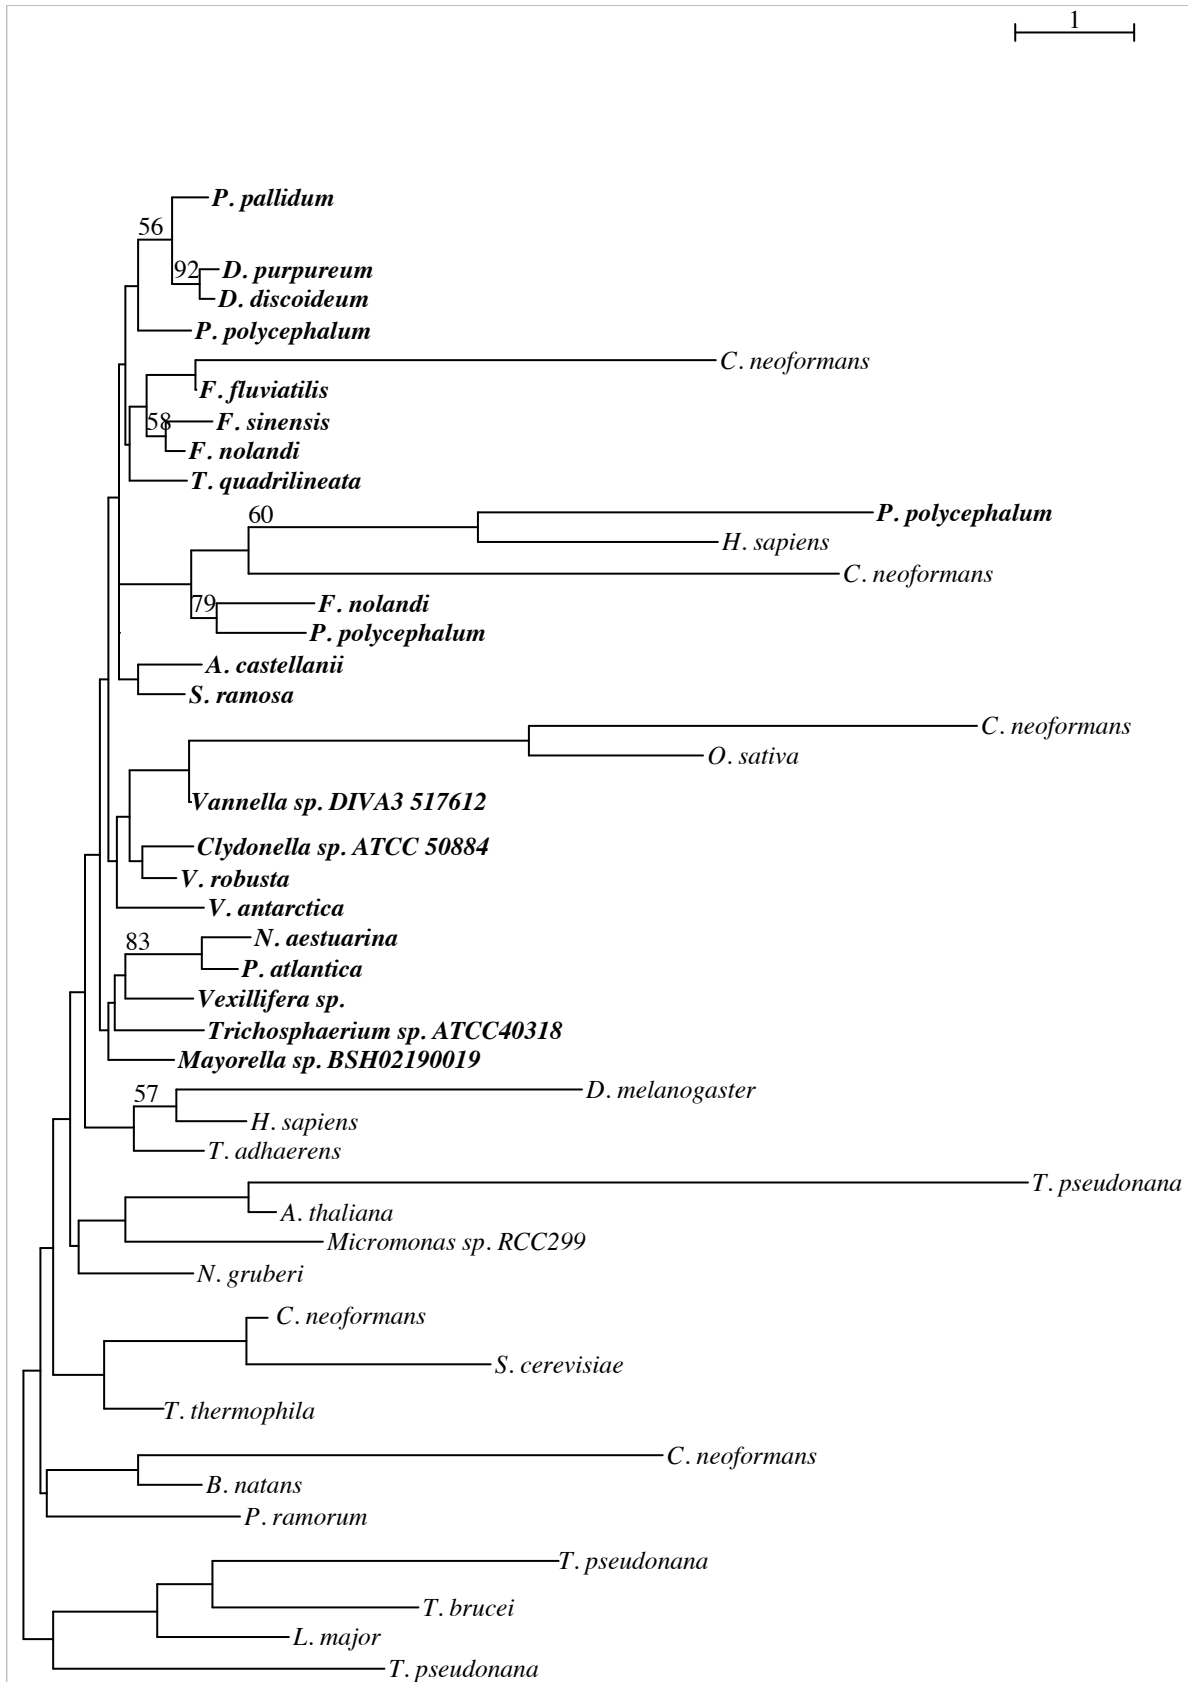 1
P. pallidum
56
92
D. purpureum
D. discoideum
P. polycephalum
C. neoformans
F. fluviatilis
58
F. sinensis
F. nolandi
T. quadrilineata
60
P. polycephalum
H. sapiens
C. neoformans
79
F. nolandi
P. polycephalum
A. castellanii
S. ramosa
C. neoformans
O. sativa
Vannella sp. DIVA3 517612
Clydonella sp. ATCC 50884
V. robusta
V. antarctica
83
N. aestuarina
P. atlantica
Vexillifera sp.
Trichosphaerium sp. ATCC40318
Mayorella sp. BSH02190019
57
D. melanogaster
H. sapiens
T. adhaerens
T. pseudonana
A. thaliana
Micromonas sp. RCC299
N. gruberi
C. neoformans
S. cerevisiae
T. thermophila
C. neoformans
B. natans
P. ramorum
T. pseudonana
T. brucei
L. major
T. pseudonana